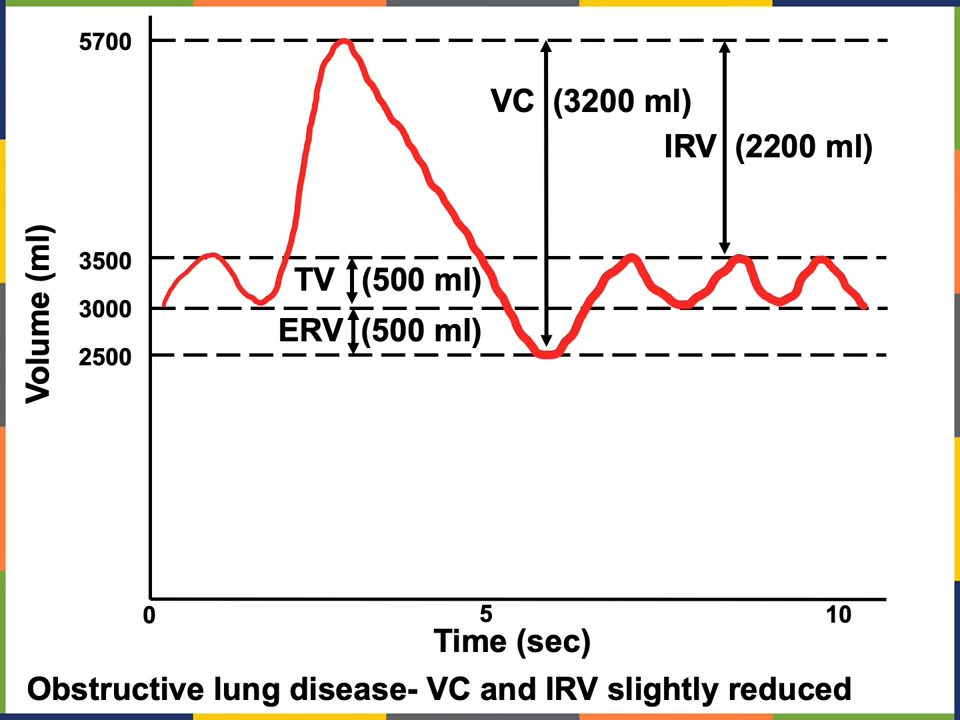 5700
VC (3200 ml)
IRV (2200 ml)
3500
TV (500 ml)
3000
ERV (500 ml)
2500
Volume (ml)
0 5 10
Time (sec)
Obstructive lung disease- VC and IRV slightly reduced